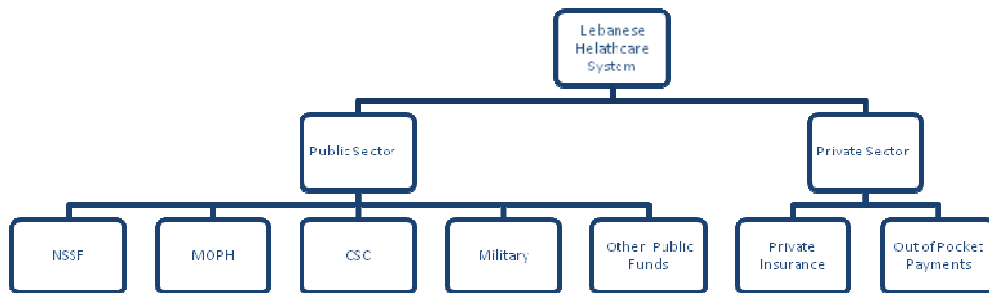 Lebanese
Helathcare
System
Public Sector
Private Sector
NSSF
MOPH
CSC
Military
Other Public
Funds
Private
Insurance
Out of Pocket
Payments